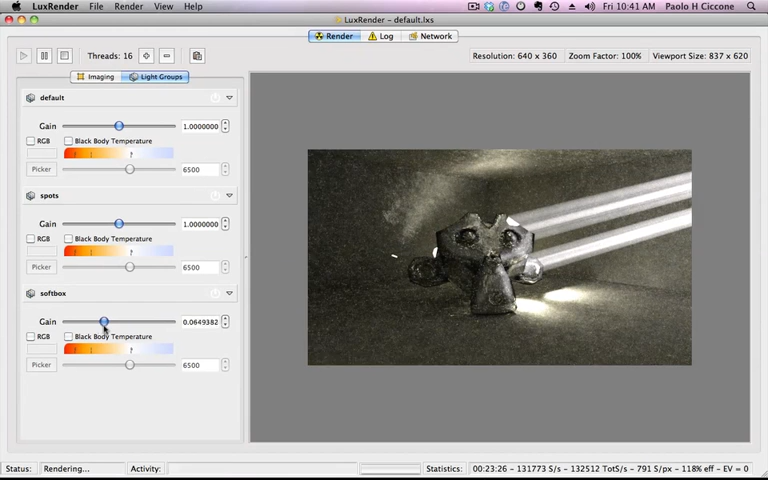 LuxRender File Render View Window Help Fri 10:41 AM Paolo H Ciccone
LuxRender - default.lxs
Render Log Network
Threads: 16 Resolution: 640 x 360 Zoom Factor: 100% Viewport Size: 837 x 620
Imaging Light Groups
default
Gain 1.0000000
RGB Black Body Temperature
Picker 6500
spots
Gain 1.0000000
RGB Black Body Temperature
Picker 6500
softbox
Gain 0.0649382
RGB Black Body Temperature
Picker 6500
Status: Rendering... Activity: Statistics: 00:23:26 - 131773 S/s - 132512 TotS/s - 791 S/px - 118% eff - EV = 0